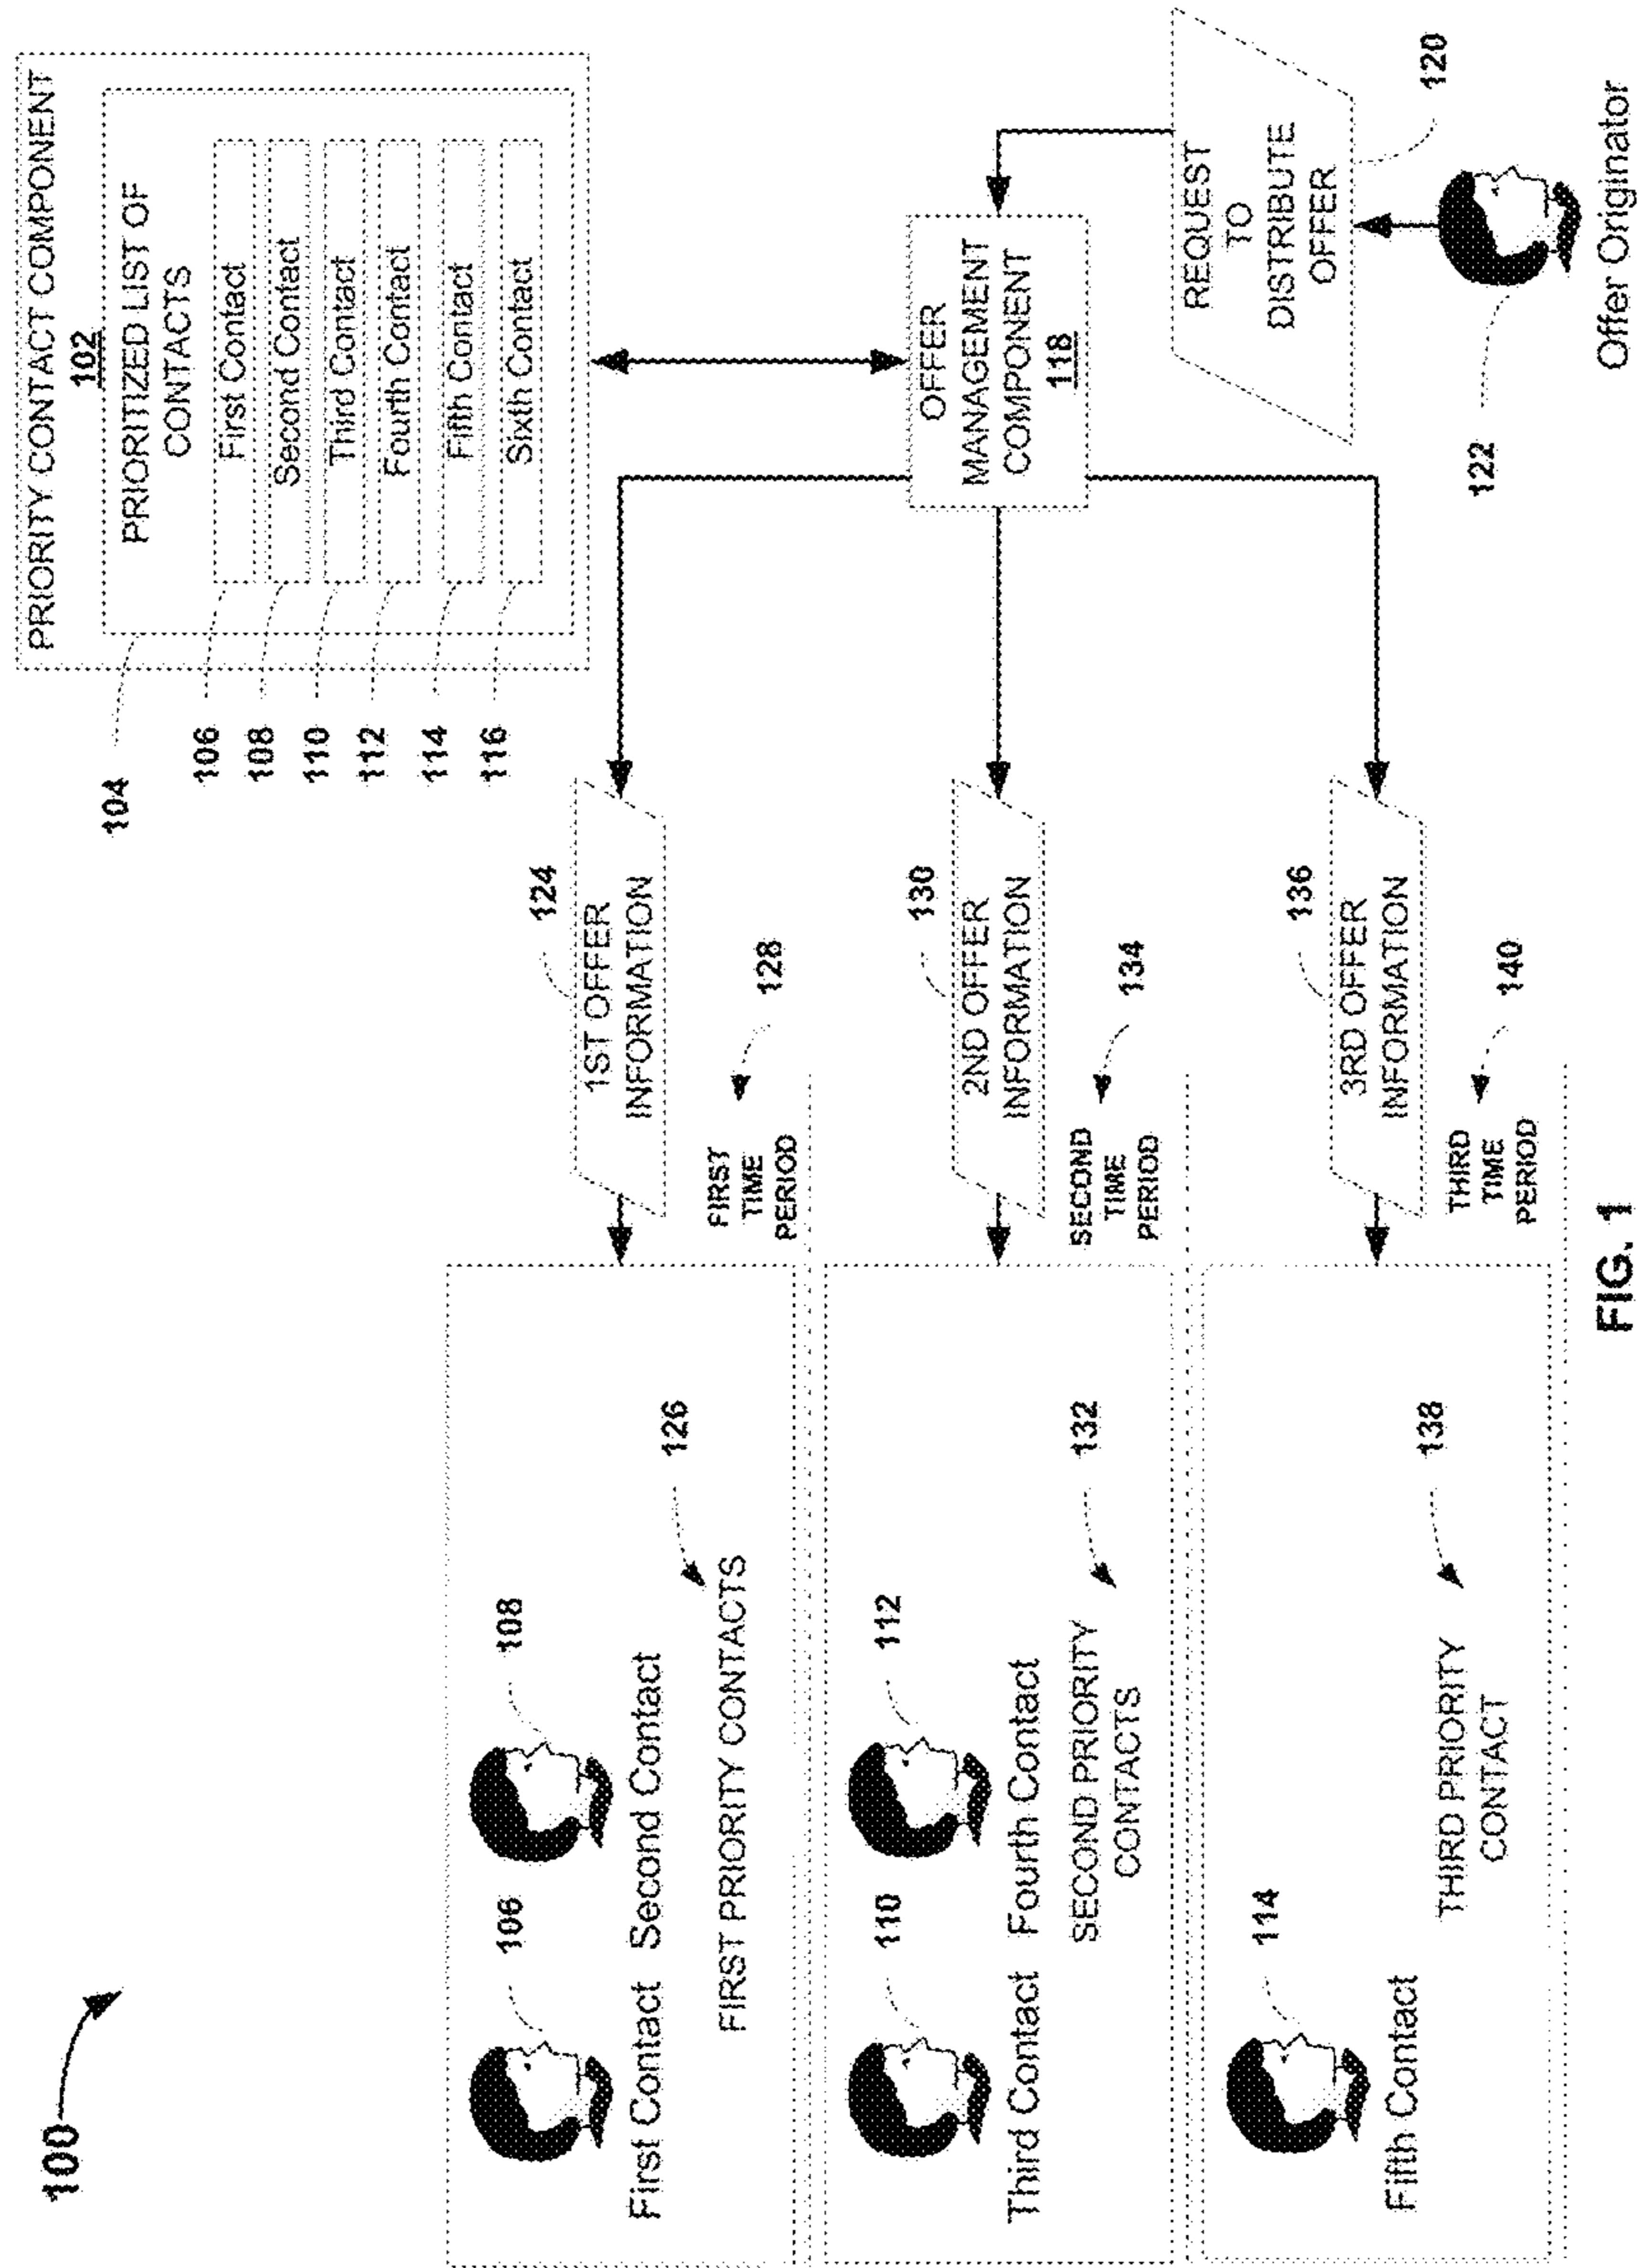 100
PRIORITY CONTACT COMPONENT
102
PRIORITIZED LIST OF
CONTACTS
First Contact
Second Contact
Third Contact
Fourth Contact
Fifth Contact
Sixth Contact
104
106
108
110
112
114
116
106
108
First Contact
Second Contact
126
FIRST PRIORITY CONTACTS
124
1ST OFFER
INFORMATION
FIRST
TIME
PERIOD
128
110
112
Third Contact
Fourth Contact
132
SECOND PRIORITY
CONTACTS
130
2ND OFFER
INFORMATION
SECOND
TIME
PERIOD
134
OFFER
MANAGEMENT
COMPONENT
118
114
Fifth Contact
138
THIRD PRIORITY
CONTACT
136
3RD OFFER
INFORMATION
THIRD
TIME
PERIOD
140
REQUEST
TO
DISTRIBUTE
OFFER
120
122
Offer Originator
FIG. 1